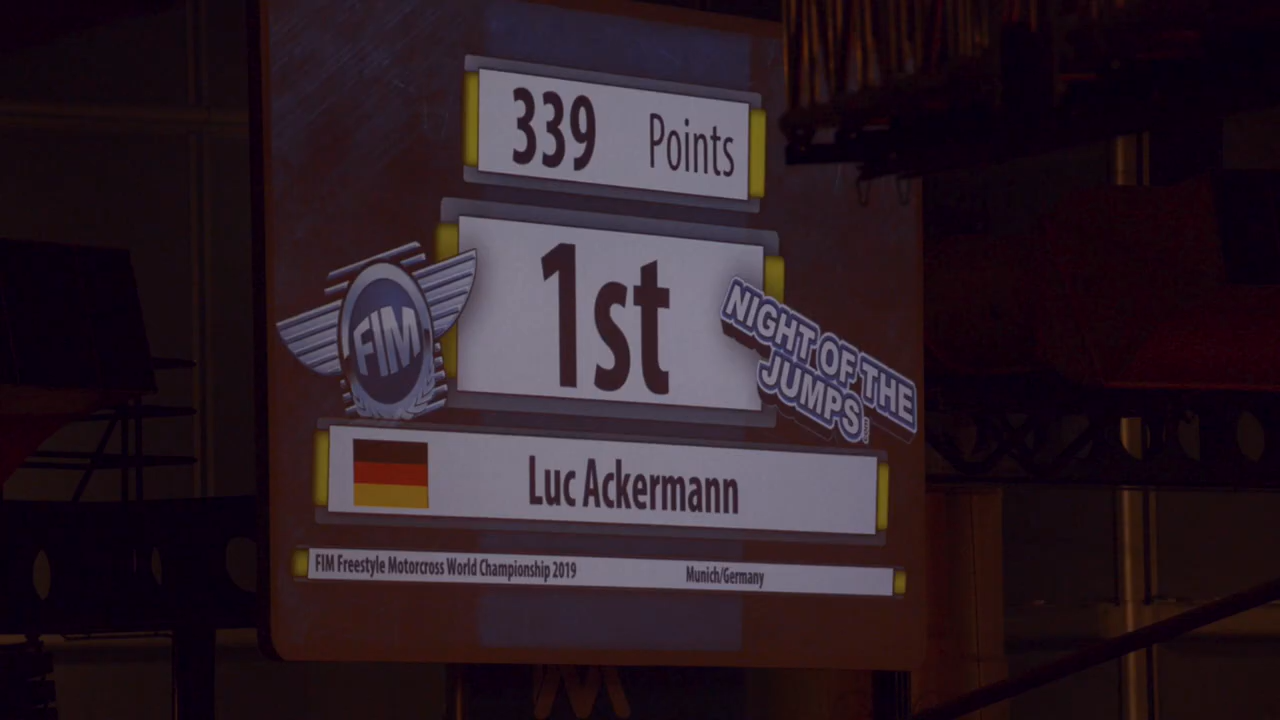 339 Points
1st
FIM
NIGHT OF THE
JUMPS
Luc Ackermann
FIM Freestyle Motorcross World Championship 2019 Munich/Germany